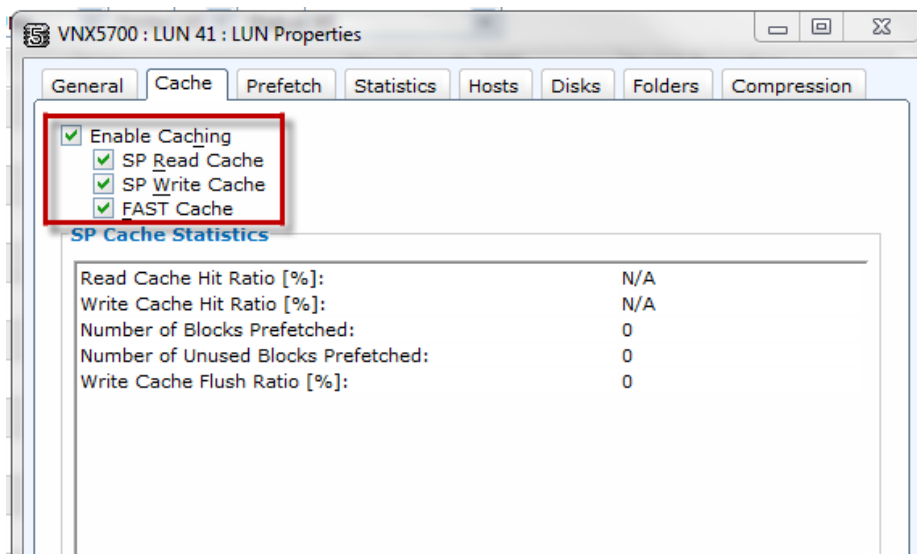 VNX5700 : LUN 41 : LUN Properties
General Cache Prefetch Statistics Hosts Disks Folders Compression
Enable Caching
SP Read Cache
SP Write Cache
FAST Cache
SP Cache Statistics
Read Cache Hit Ratio [%]: N/A
Write Cache Hit Ratio [%]: N/A
Number of Blocks Prefetched: 0
Number of Unused Blocks Prefetched: 0
Write Cache Flush Ratio [%]: 0